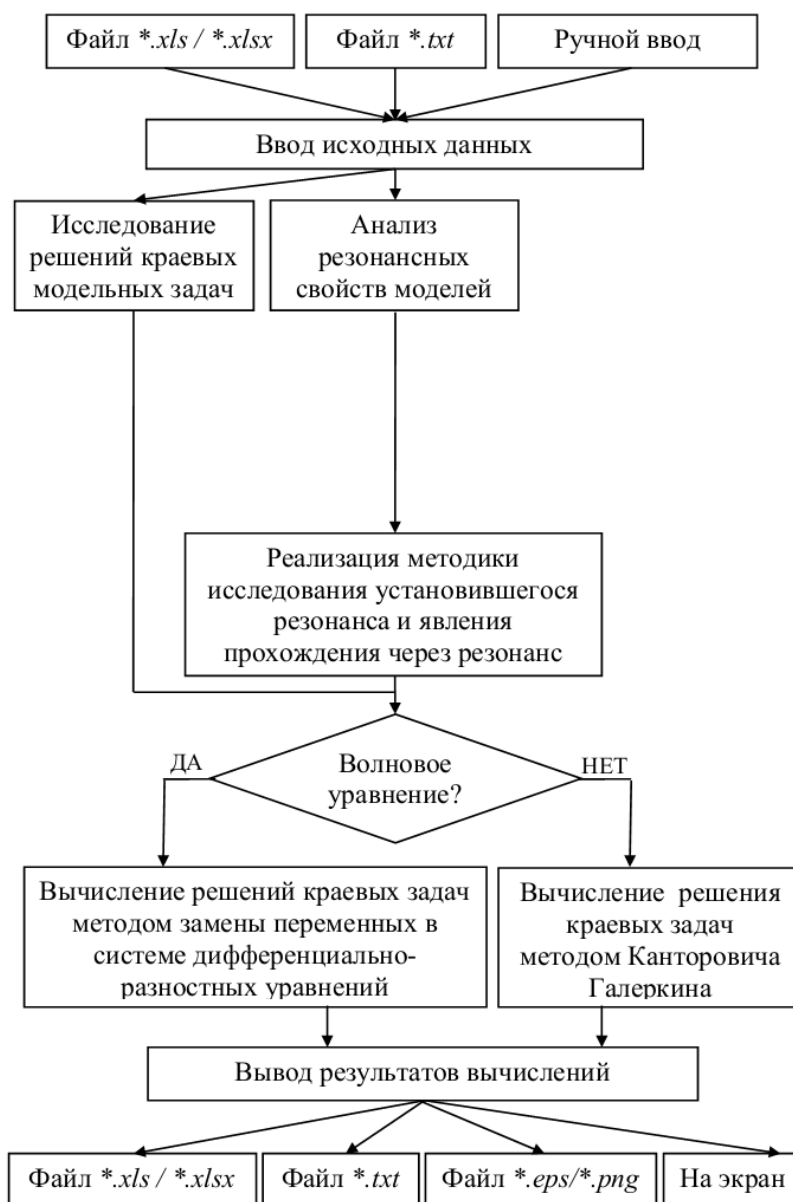 Файл *.xls / *.xlsx
Файл *.txt
Ручной ввод
Ввод исходных данных
Исследование
решений краевых
модельных задач
Анализ
резонансных
свойств моделей
Реализация методики
исследования установившегося
резонанса и явления
прохождения через резонанс
ДА
Волновое
уравнение?
НЕТ
Вычисление решений краевых задач
методом замены переменных в
системе дифференциально-
разностных уравнений
Вычисление решения
краевых задач
методом Канторовича
Галеркина
Вывод результатов вычислений
Файл *.xls / *.xlsx
Файл *.txt
Файл *.eps/*.png
На экран